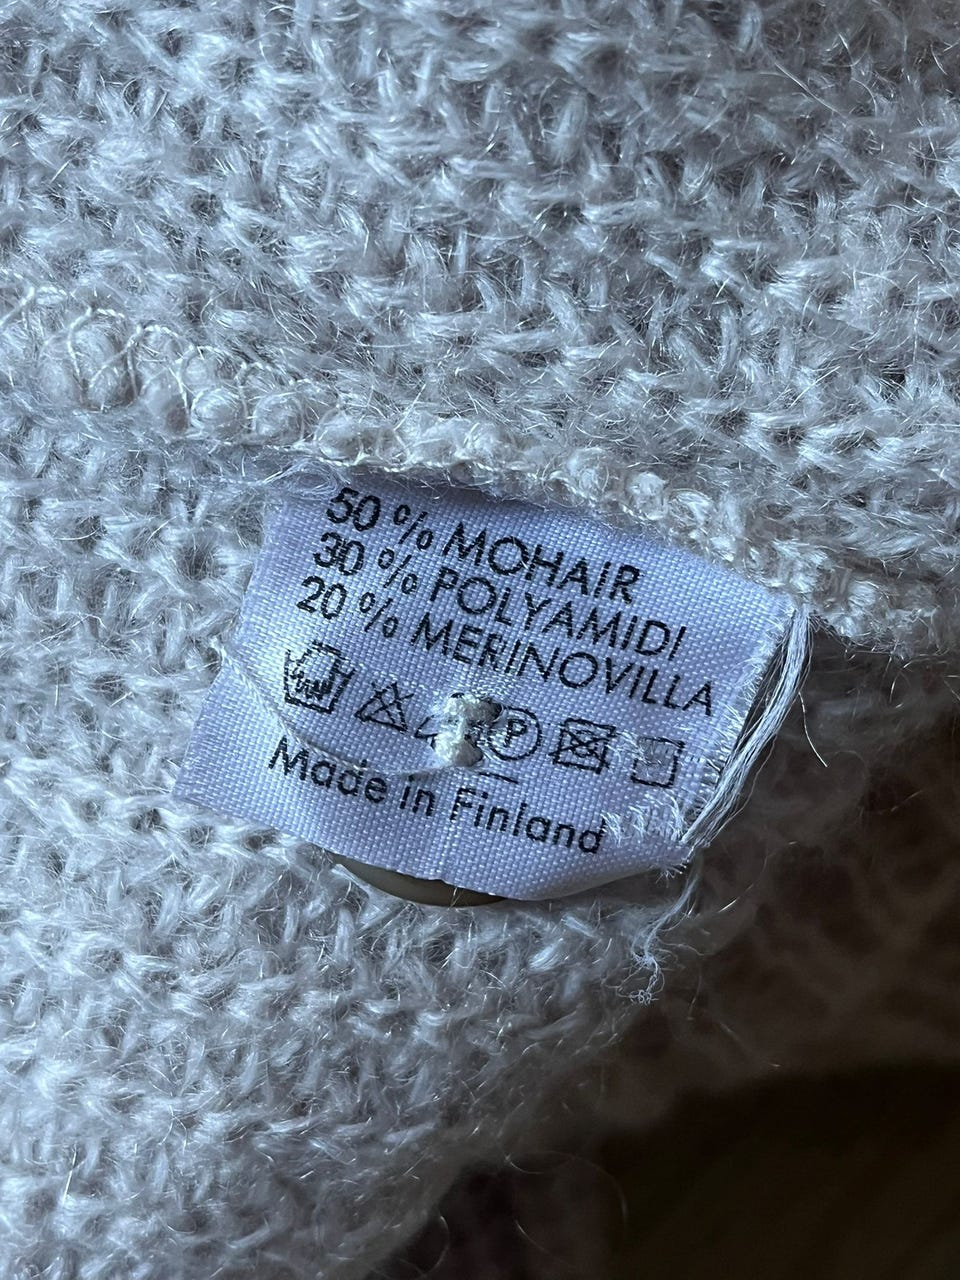 50 % MOHAIR
30 % POLYAMIDI
20 % MERINOVILLA
P
Made in Finland